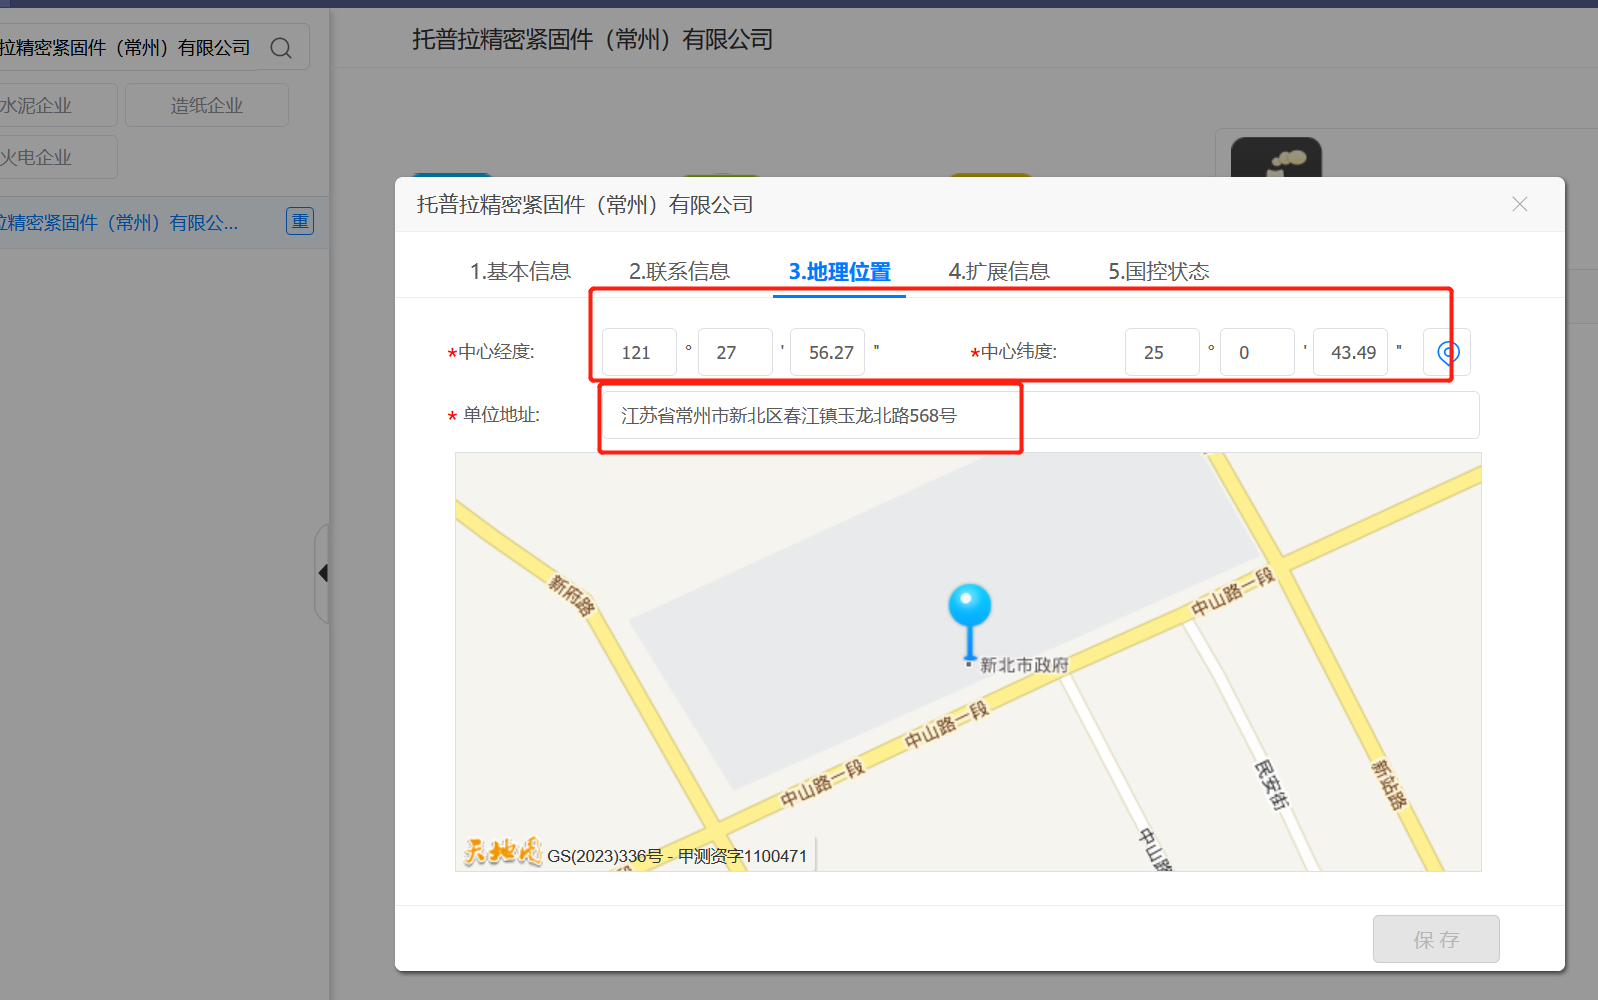 拉精密紧固件（常州）有限公司
托普拉精密紧固件（常州）有限公司
水泥企业
造纸企业
火电企业
拉精密紧固件（常州）有限公...
重
托普拉精密紧固件（常州）有限公司
1.基本信息 2.联系信息 3.地理位置 4.扩展信息 5.国控状态
*中心经度: 121 ° 27 ' 56.27 " *中心纬度: 25 ° 0 ' 43.49 "
* 单位地址: 江苏省常州市新北区春江镇玉龙北路568号
新府路
中山路一段
新北市政府
中山路一段
中山路一段
民安街
新站路
中山路
天地图 GS(2023)336号 - 甲测资字1100471
段
保 存